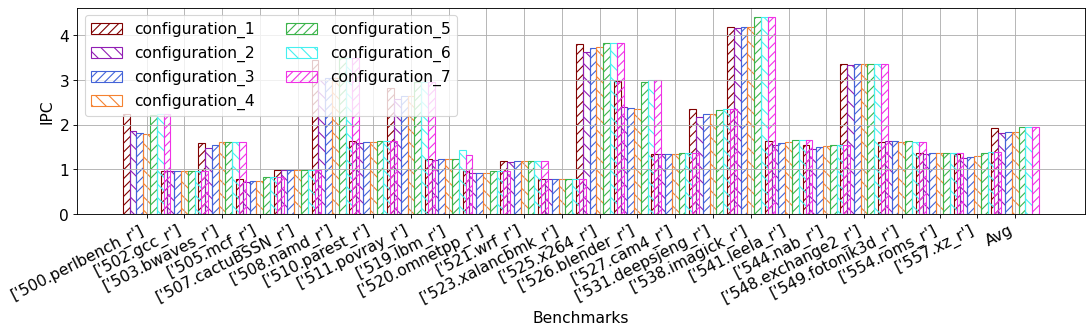 configuration_1
configuration_2
configuration_3
configuration_4
configuration_5
configuration_6
configuration_7
IPC
4
3
2
1
0
['500.perlbench_r']
['502.gcc_r']
['503.bwaves_r']
['505.mcf_r']
['507.cactuBSSN_r']
['508.namd_r']
['510.parest_r']
['511.povray_r']
['519.lbm_r']
['520.omnetpp_r']
['521.wrf_r']
['523.xalancbmk_r']
['525.x264_r']
['526.blender_r']
['527.cam4_r']
['531.deepsjeng_r']
['538.imagick_r']
['541.leela_r']
['544.nab_r']
['548.exchange2_r']
['549.fotonik3d_r']
['554.roms_r']
['557.xz_r']
Avg
Benchmarks